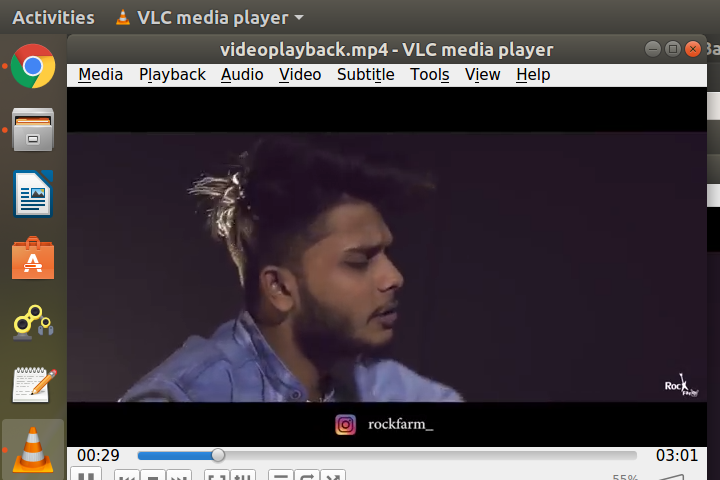 Activities VLC media player
videoplayback.mp4 - VLC media player
Media Playback Audio Video Subtitle Tools View Help
Rock
rockfarm_
00:29 03:01
55%